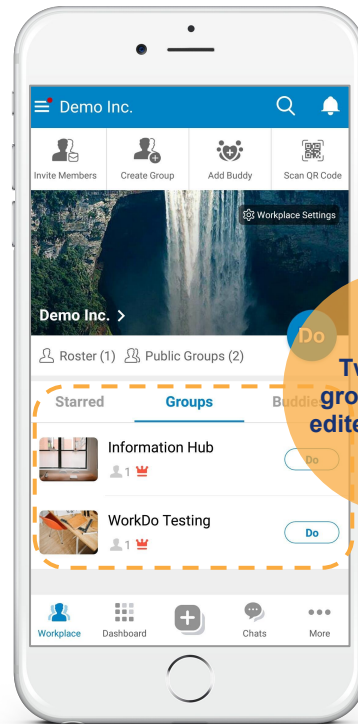 Demo Inc.
Invite Members Create Group Add Buddy Scan QR Code
Workplace Settings
Demo Inc. >
Do
Roster (1) Public Groups (2)
Starred Groups
Information Hub
1
Do
WorkDo Testing
1
Do
Workplace Dashboard Chats More